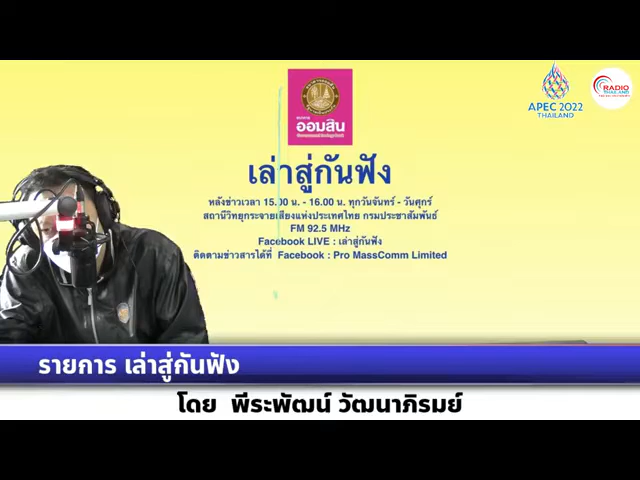 APEC 2022
THAILAND
RADIO
THAILAND
ธนาคาร
ออมสิน
เล่าสู่กันฟัง
หลังข่าวเวลา 15.00 น. - 16.00 น. ทุกวันจันทร์ - วันศุกร์
สถานีวิทยุกระจายเสียงแห่งประเทศไทย กรมประชาสัมพันธ์
FM 92.5 MHz
Facebook LIVE : เล่าสู่กันฟัง
ติดตามข่าวสารได้ที่ Facebook : Pro MassComm Limited
รายการ เล่าสู่กันฟัง
โดย พีระพัฒน์ วัฒนาภิรมย์